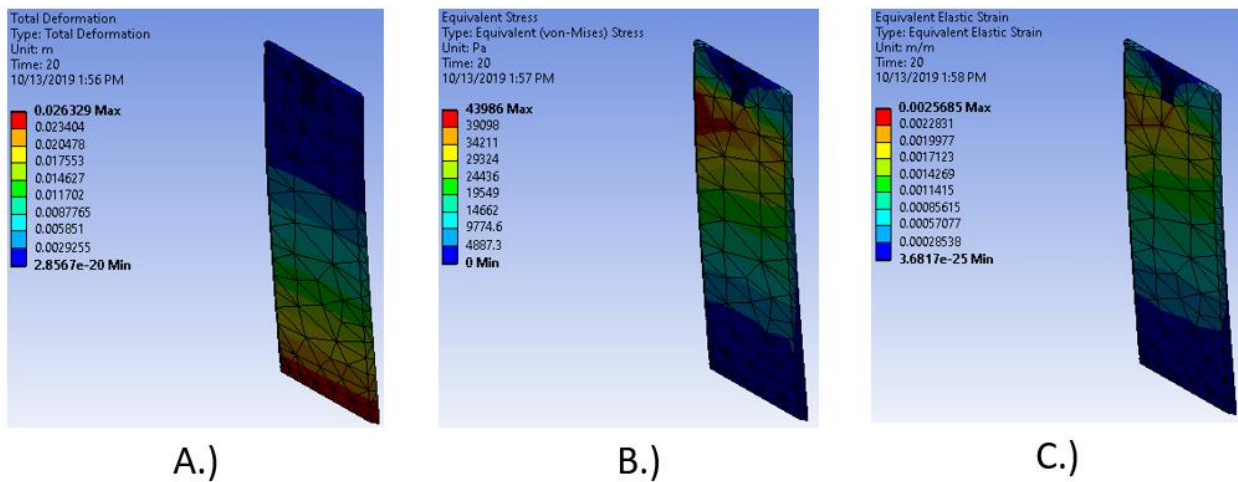 Total Deformation
Type: Total Deformation
Unit: m
Time: 20
10/13/2019 1:56 PM
0.026329 Max
0.023404
0.020478
0.017553
0.014627
0.011702
0.0087765
0.005851
0.0029255
2.8567e-20 Min
A.)
Equivalent Stress
Type: Equivalent (von-Mises) Stress
Unit: Pa
Time: 20
10/13/2019 1:57 PM
43986 Max
39098
34211
29324
24436
19549
14662
9774.6
4887.3
0 Min
B.)
Equivalent Elastic Strain
Type: Equivalent Elastic Strain
Unit: m/m
Time: 20
10/13/2019 1:58 PM
0.0025685 Max
0.0022831
0.0019977
0.0017123
0.0014269
0.0011415
0.00085615
0.00057077
0.00028538
3.6817e-25 Min
C.)